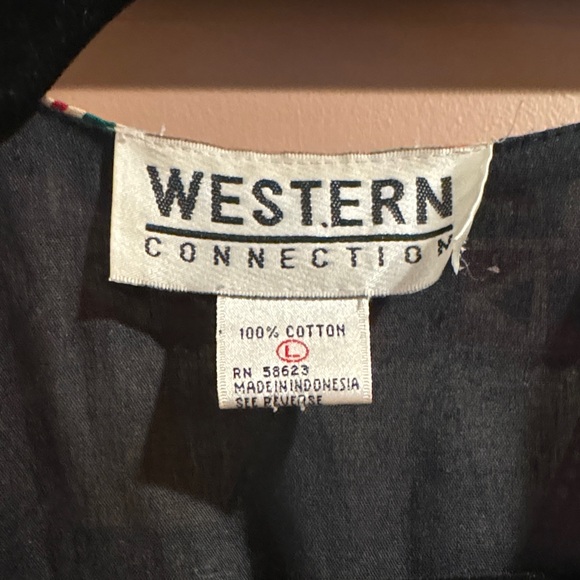 WESTERN
CONNECTION
100% COTTON
L
RN 58623
MADE IN INDONESIA
SEE REVERSE